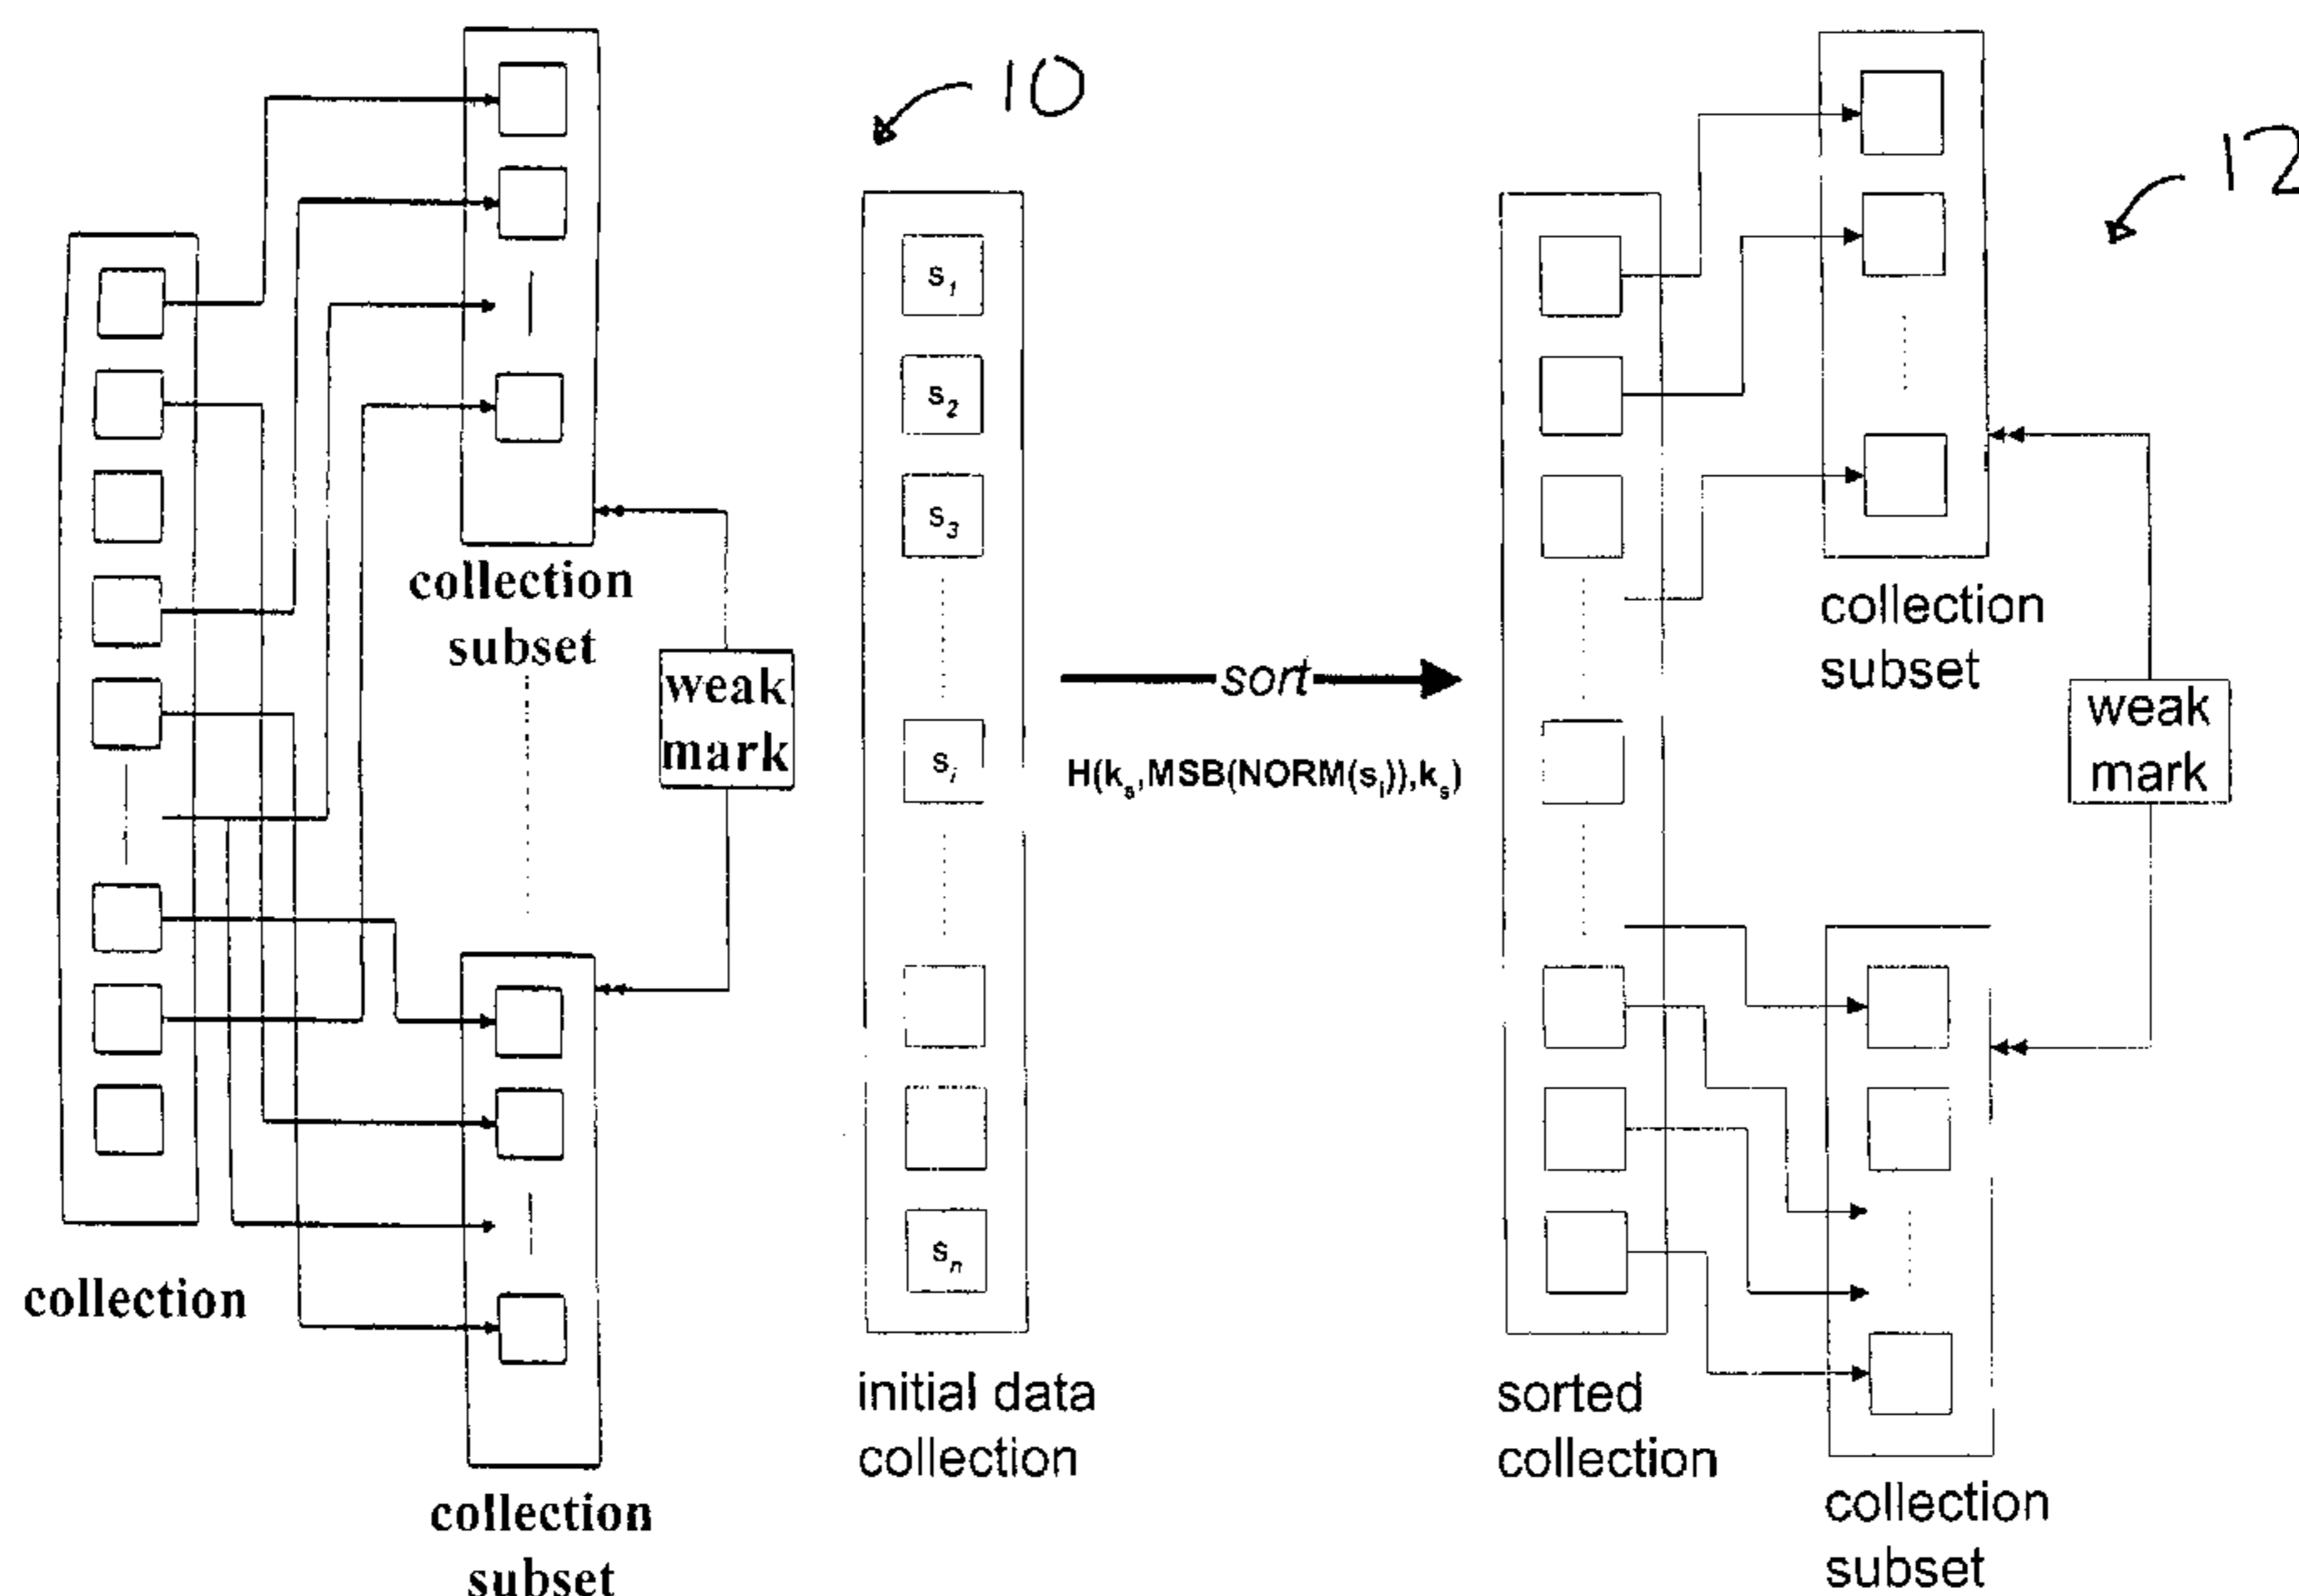 10
12
collection
subset
weak
mark
collection
collection
subset
s1
s2
s3
si
sn
sort
H(ks,MSB(NORM(si)),ks)
initial data
collection
sorted
collection
collection
subset
weak
mark
collection
subset